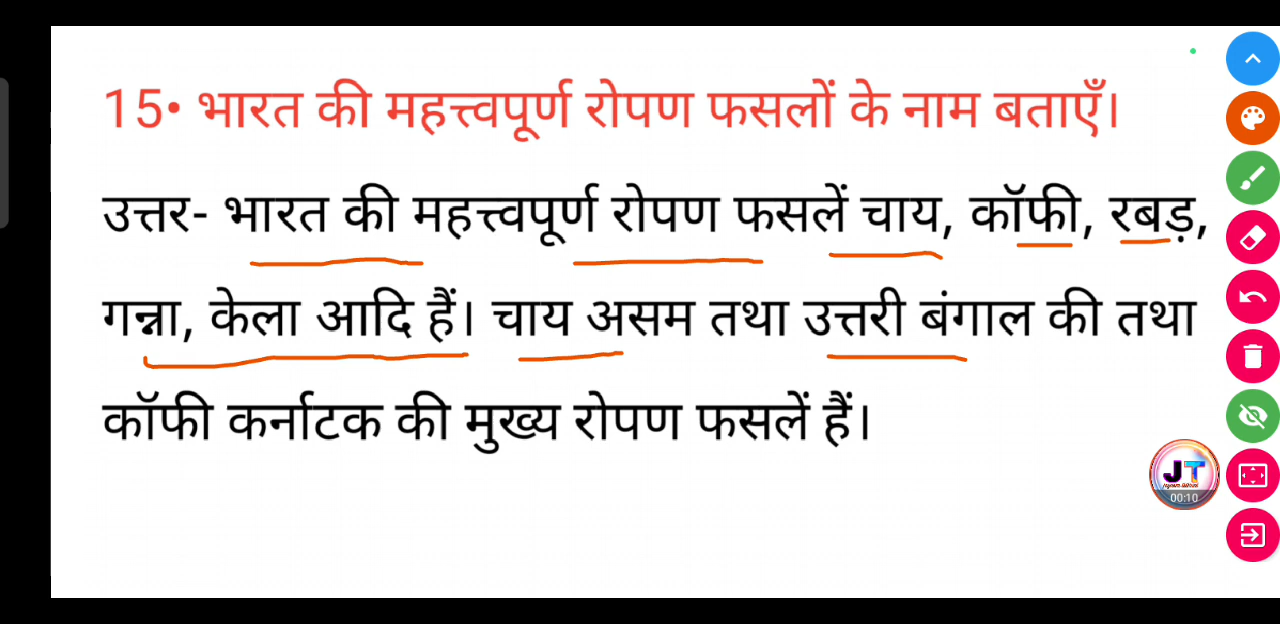 15• भारत की महत्त्वपूर्ण रोपण फसलों के नाम बताएँ।
उत्तर- भारत की महत्त्वपूर्ण रोपण फसलें चाय, कॉफी, रबड़,
गन्ना, केला आदि हैं। चाय असम तथा उत्तरी बंगाल की तथा
कॉफी कर्नाटक की मुख्य रोपण फसलें हैं।
JT
00:10